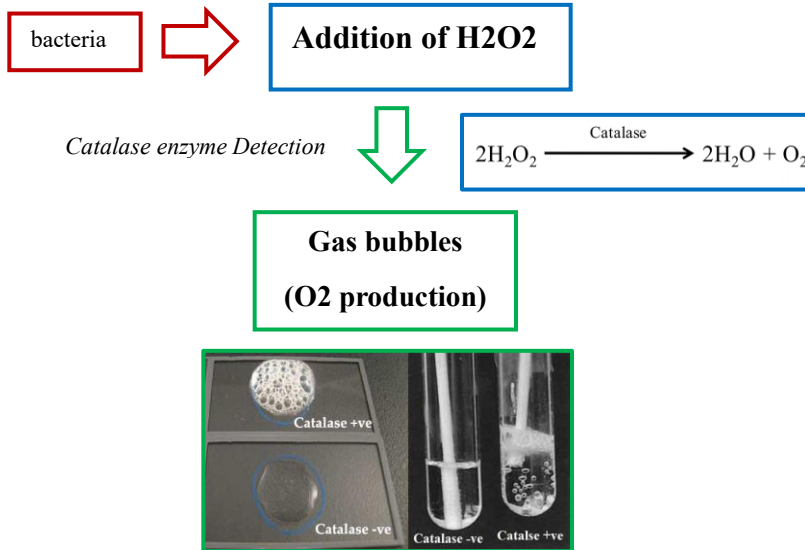 bacteria
Addition of H2O2
Catalase enzyme Detection
Catalase
2H₂O₂ → 2H₂O + O₂
Gas bubbles
(O2 production)
Catalase +ve
Catalase -ve
Catalase -ve
Catalse +ve